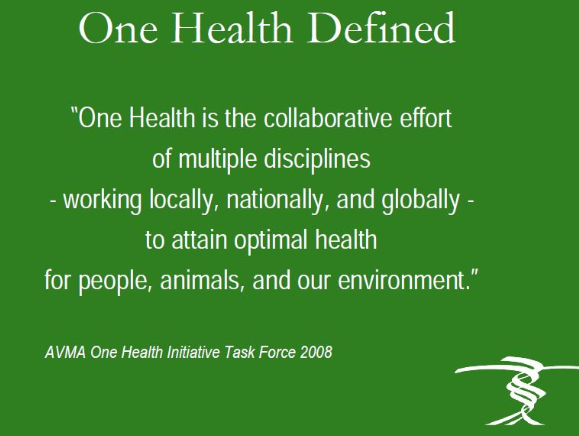 One Health Defined
"One Health is the collaborative effort
of multiple disciplines
- working locally, nationally, and globally -
to attain optimal health
for people, animals, and our environment."
AVMA One Health Initiative Task Force 2008